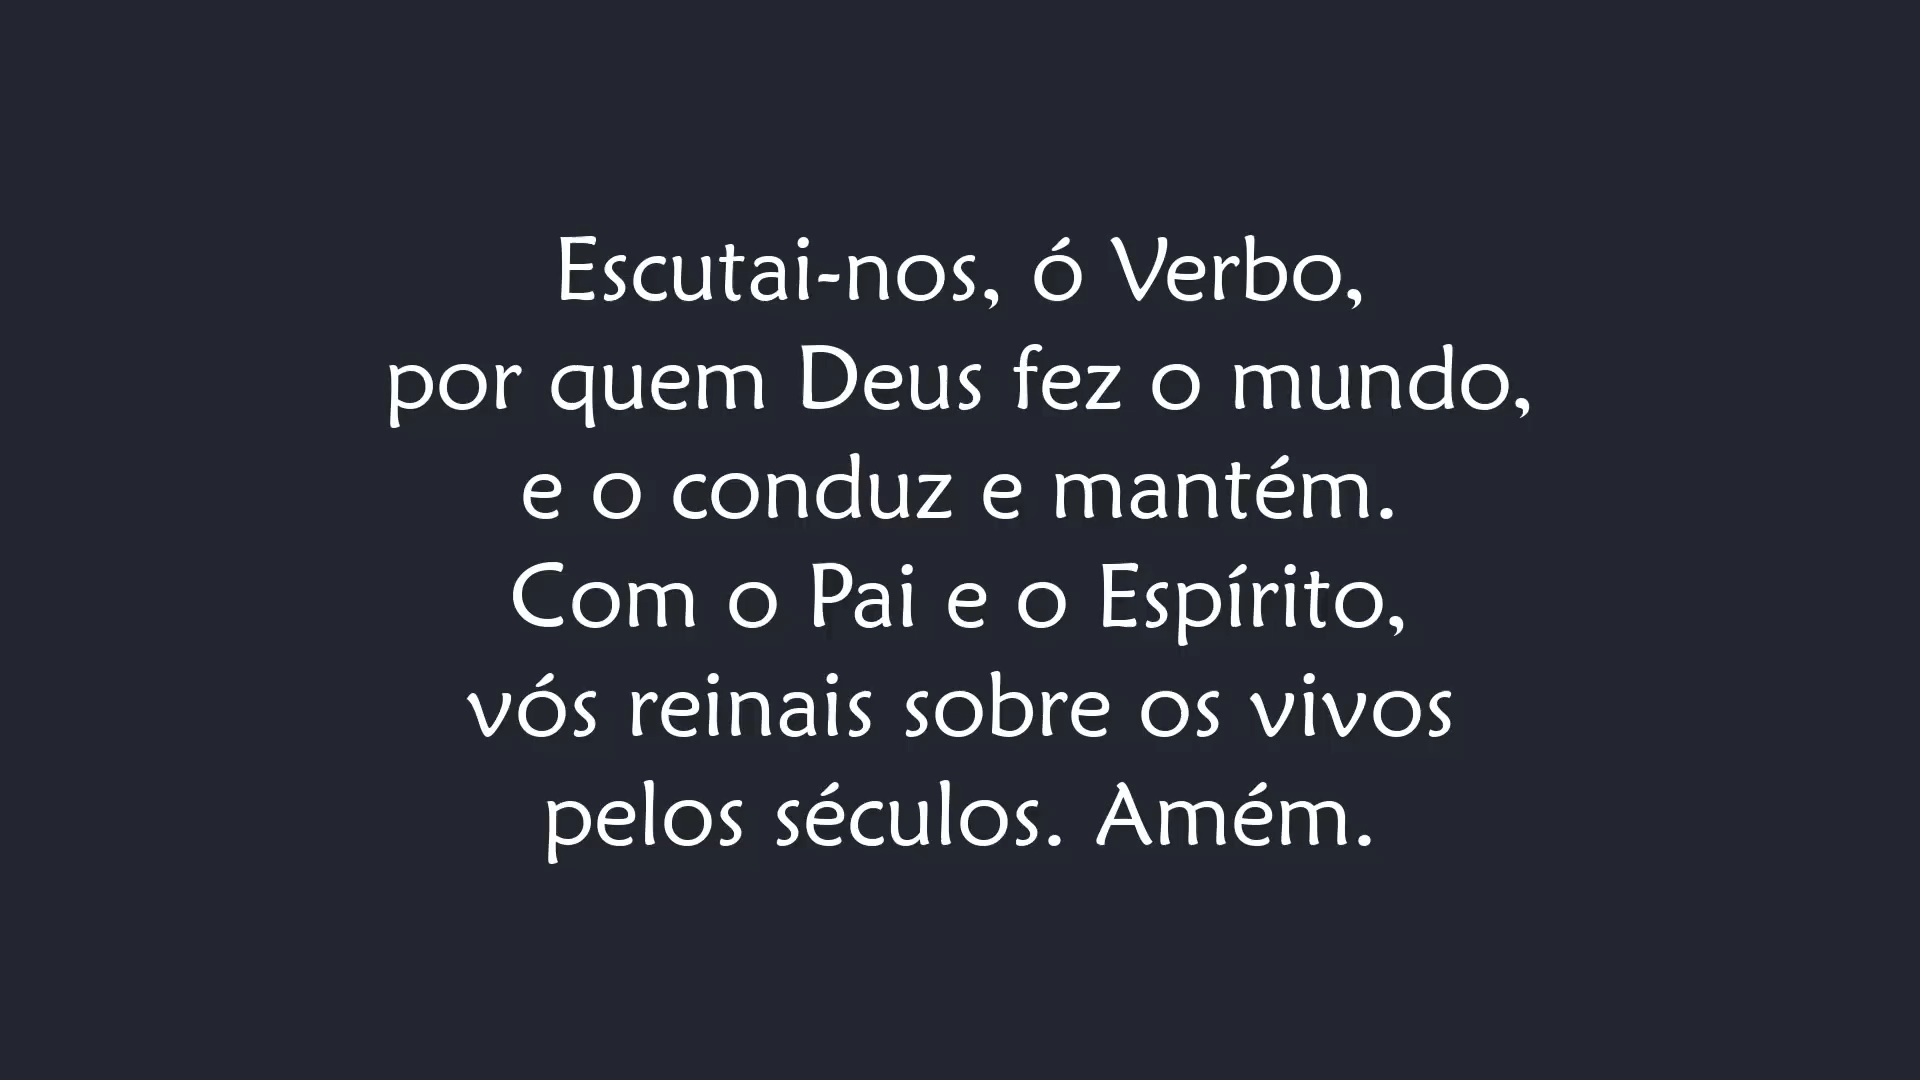 Escutai-nos, ó Verbo,
por quem Deus fez o mundo,
e o conduz e mantém.
Com o Pai e o Espírito,
vós reinais sobre os vivos
pelos séculos. Amém.